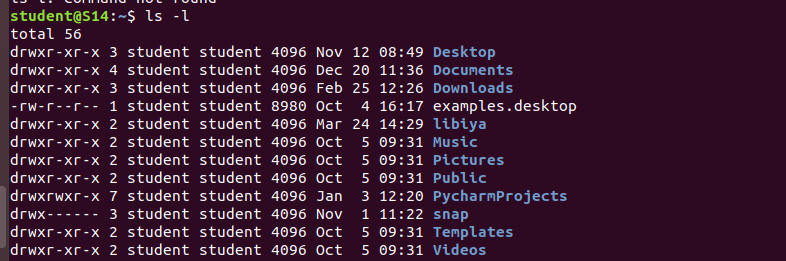 student@S14:~$ ls -l
total 56
drwxr-xr-x 3 student student 4096 Nov 12 08:49 Desktop
drwxr-xr-x 4 student student 4096 Dec 20 11:36 Documents
drwxr-xr-x 3 student student 4096 Feb 25 12:26 Downloads
-rw-r--r-- 1 student student 8980 Oct  4 16:17 examples.desktop
drwxr-xr-x 2 student student 4096 Mar 24 14:29 libiya
drwxr-xr-x 2 student student 4096 Oct  5 09:31 Music
drwxr-xr-x 2 student student 4096 Oct  5 09:31 Pictures
drwxr-xr-x 2 student student 4096 Oct  5 09:31 Public
drwxrwxr-x 7 student student 4096 Jan  3 12:20 PycharmProjects
drwx------ 3 student student 4096 Nov  1 11:22 snap
drwxr-xr-x 2 student student 4096 Oct  5 09:31 Templates
drwxr-xr-x 2 student student 4096 Oct  5 09:31 Videos